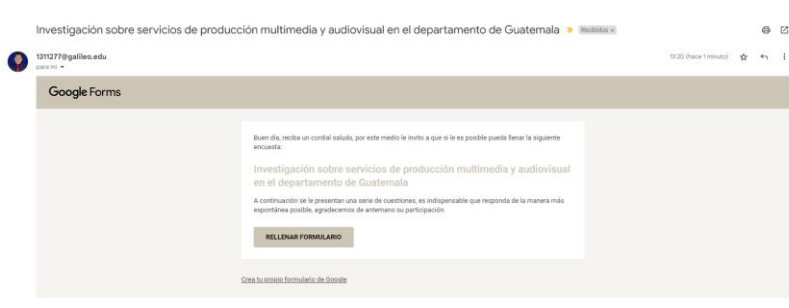 Investigación sobre servicios de producción multimedia y audiovisual en el departamento de Guatemala Recibidos x
1311277@galileo.edu
13:20 (hace 1 minuto)
para mí
Google Forms
Buen día, reciba un cordial saludo, por este medio le invito a que si le es posible pueda llenar la siguiente
encuesta:
Investigación sobre servicios de producción multimedia y audiovisual
en el departamento de Guatemala
A continuación se le presentan una serie de cuestiones, es indispensable que responda de la manera más
espontánea posible, agradecemos de antemano su participación.
RELLENAR FORMULARIO
Crea tu propio formulario de Google